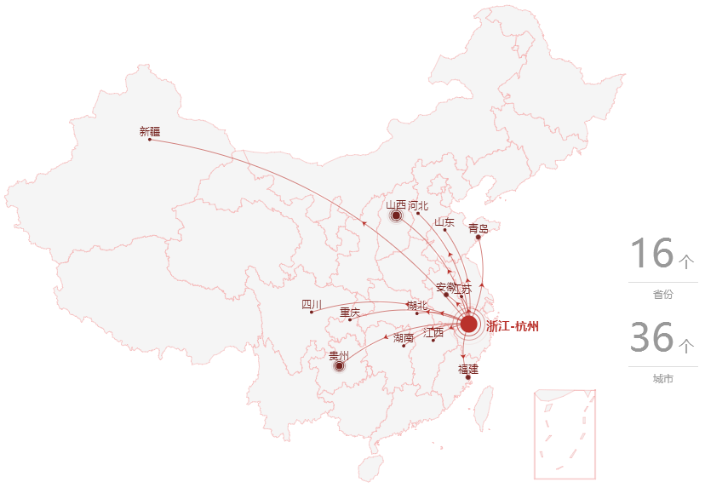 新疆
山西
河北
山东
青岛
安徽
江苏
四川
重庆
湖北
浙江-杭州
湖南
江西
贵州
福建
16个
省份
36个
城市